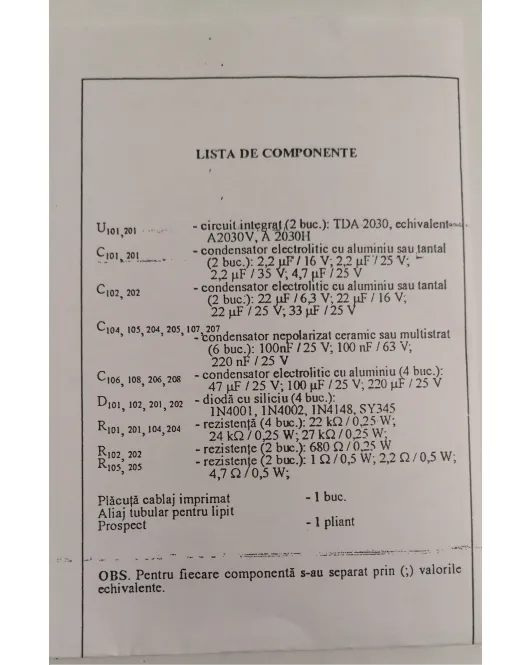 LISTA DE COMPONENTE
U101,201 - circuit integrat (2 buc.): TDA 2030, echivalent
A2030V, A 2030H
C101, 201 - condensator electrolitic cu aluminiu sau tantal
(2 buc.): 2,2 µF / 16 V; 2,2 µF / 25 V;
2,2 µF / 35 V; 4,7 µF / 25 V
C102, 202 - condensator electrolitic cu aluminiu sau tantal
(2 buc.): 22 µF / 6,3 V; 22 µF / 16 V;
22 µF / 25 V; 33 µF / 25 V
C104, 105, 204, 205, 107, 207
- condensator nepolarizat ceramic sau multistrat
(6 buc.): 100nF / 25 V; 100 nF / 63 V;
220 nF / 25 V
C106, 108, 206, 208 - condensator electrolitic cu aluminiu (4 buc.):
47 µF / 25 V; 100 µF / 25 V; 220 µF / 25 V
D101, 102, 201, 202 - diodă cu siliciu (4 buc.):
1N4001, 1N4002, 1N4148, SY345
R101, 201, 104, 204 - rezistenţă (4 buc.): 22 kΩ / 0,25 W;
24 kΩ / 0,25 W; 27 kΩ / 0,25 W;
R102, 202 - rezistenţe (2 buc.): 680 Ω / 0,25 W
R105, 205 - rezistenţe (2 buc.): 1 Ω / 0,5 W; 2,2 Ω / 0,5 W;
4,7 Ω / 0,5 W;
Plăcuţă cablaj imprimat - 1 buc.
Aliaj tubular pentru lipit
Prospect - 1 pliant
OBS. Pentru fiecare componentă s-au separat prin (;) valorile
echivalente.